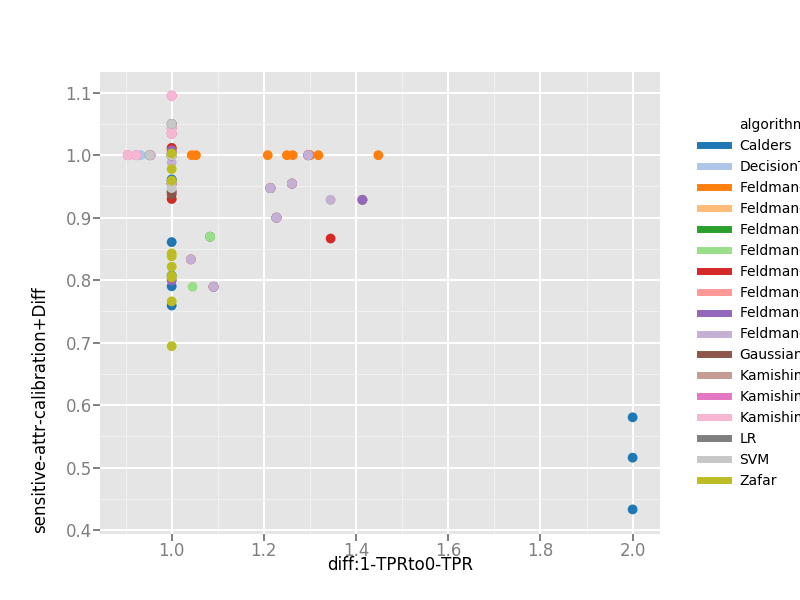 1.1
1.0
0.9
0.8
0.7
0.6
0.5
0.4
sensitive-attr-calibration+Diff
1.0 1.2 1.4 1.6 1.8 2.0
diff:1-TPRto0-TPR
algorithm
Calders
Decision
Feldman
Feldman
Feldman
Feldman
Feldman
Feldman
Feldman
Feldman
Gaussian
Kamishin
Kamishin
Kamishin
LR
SVM
Zafar